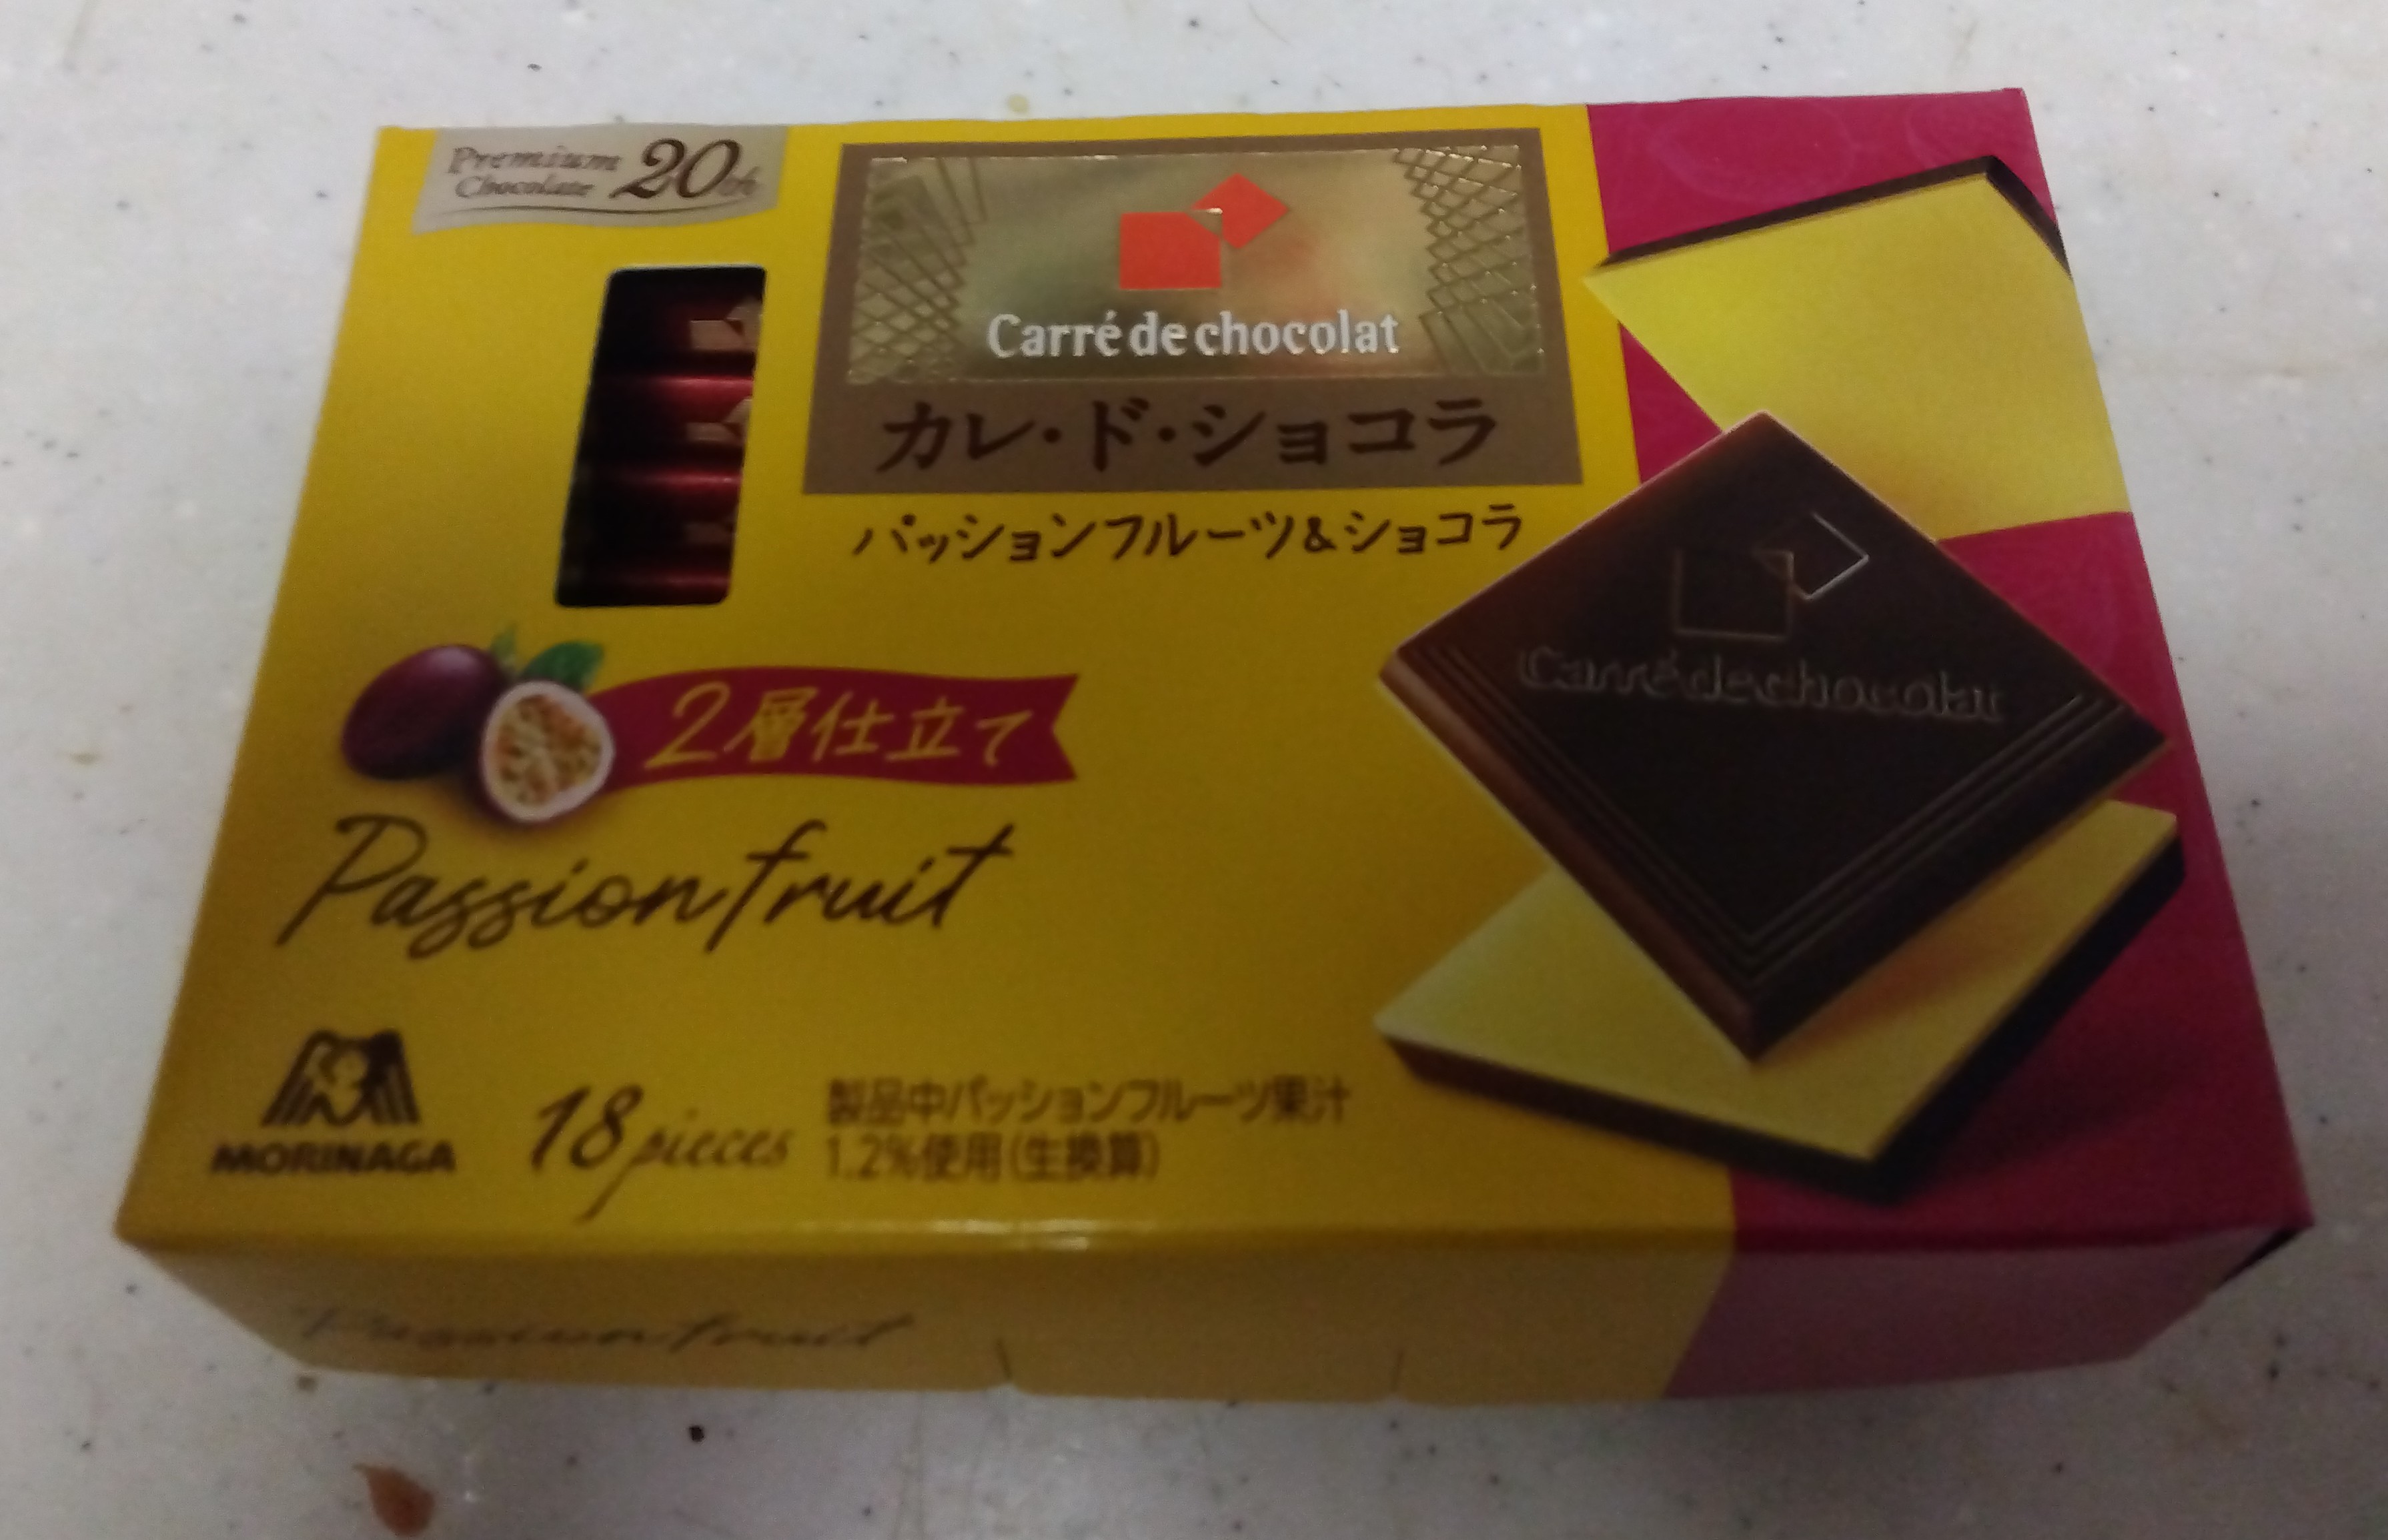 Premium
Chocolate 20th
Carré de chocolat
カレ・ド・ショコラ
パッションフルーツ&ショコラ
Carré de chocolat
2層仕立て
Passion fruit
MORINAGA
18 pieces
製品中パッションフルーツ果汁
1.2%使用(生換算)
Passion fruit